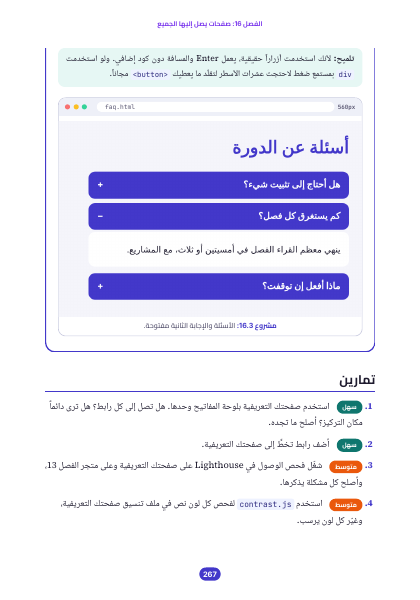 الفصل 16: صفحات يصل إليها الجميع
تلميح: لأنك استخدمت أزراراً حقيقية، يعمل Enter والمسافة دون كود إضافي. ولو استخدمت
div بمستمع ضغط لاحتجت عشرات الأسطر لتقلّد ما يعطيك <button> مجاناً.
faq.html
560px
أسئلة عن الدورة
هل أحتاج إلى تثبيت شيء؟ +
كم يستغرق كل فصل؟ −
ينهي معظم القراء الفصل في أمسيتين أو ثلاث، مع المشاريع.
ماذا أفعل إن توقفت؟ +
مشروع 16.3: الأسئلة والإجابة الثانية مفتوحة.
تمارين
1. سهل استخدم صفحتك التعريفية بلوحة المفاتيح وحدها. هل تصل إلى كل رابط؟ هل ترى دائماً
مكان التركيز؟ أصلح ما تجده.
2. سهل أضف رابط تخطٍّ إلى صفحتك التعريفية.
3. متوسط شغّل فحص الوصول في Lighthouse على صفحتك التعريفية وعلى متجر الفصل 13،
وأصلح كل مشكلة يذكرها.
4. متوسط استخدم contrast.js لفحص كل لون نص في ملف تنسيق صفحتك التعريفية،
وغيّر كل لون يرسب.
267